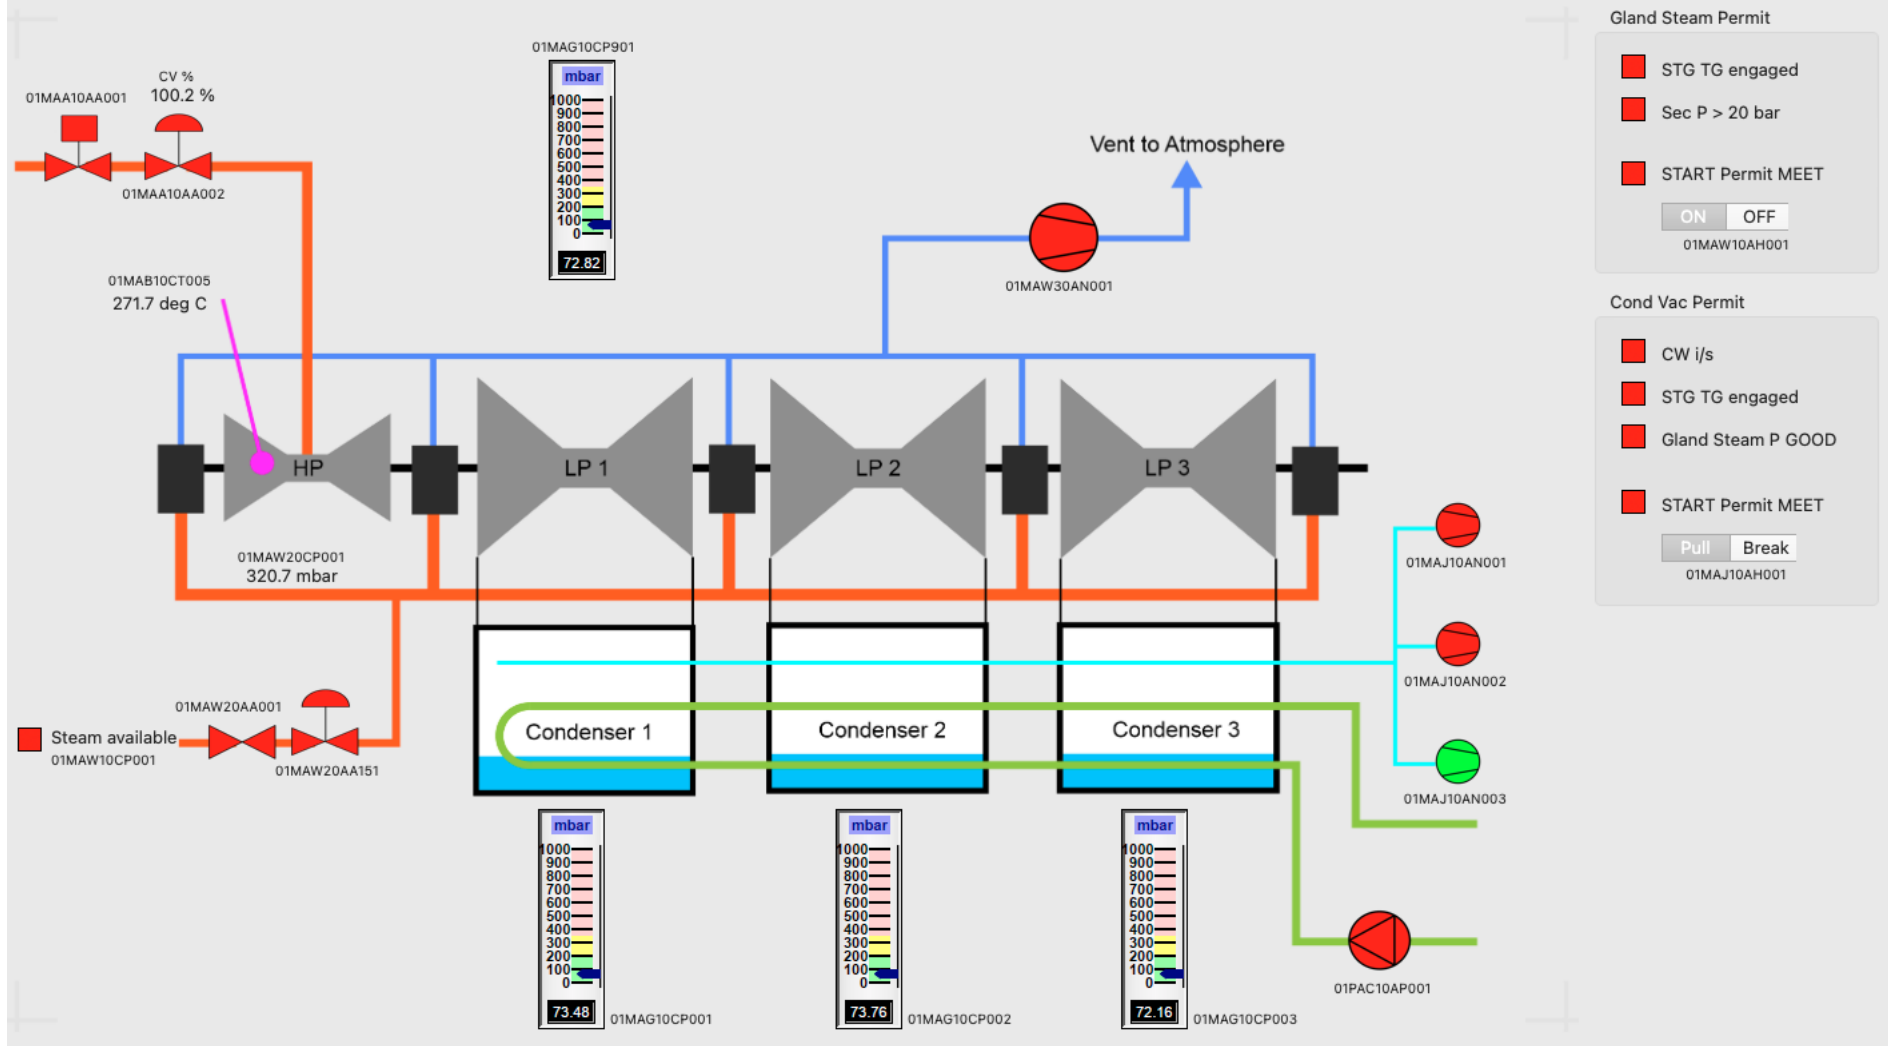 Gland Steam Permit
STG TG engaged
Sec P > 20 bar
START Permit MEET
ON OFF
01MAW10AH001
Cond Vac Permit
CW i/s
STG TG engaged
Gland Steam P GOOD
START Permit MEET
Pull Break
01MAJ10AH001
01MAG10CP901
mbar
1000
900
800
700
600
500
400
300
200
100
0
72.82
CV %
100.2 %
01MAA10AA001
01MAA10AA002
Vent to Atmosphere
01MAW30AN001
01MAB10CT005
271.7 deg C
HP
LP 1
LP 2
LP 3
01MAW20CP001
320.7 mbar
01MAJ10AN001
01MAJ10AN002
01MAJ10AN003
01MAW20AA001
Steam available
01MAW10CP001
01MAW20AA151
Condenser 1
Condenser 2
Condenser 3
mbar
1000
900
800
700
600
500
400
300
200
100
0
73.48
01MAG10CP001
mbar
1000
900
800
700
600
500
400
300
200
100
0
73.76
01MAG10CP002
mbar
1000
900
800
700
600
500
400
300
200
100
0
72.16
01MAG10CP003
01PAC10AP001